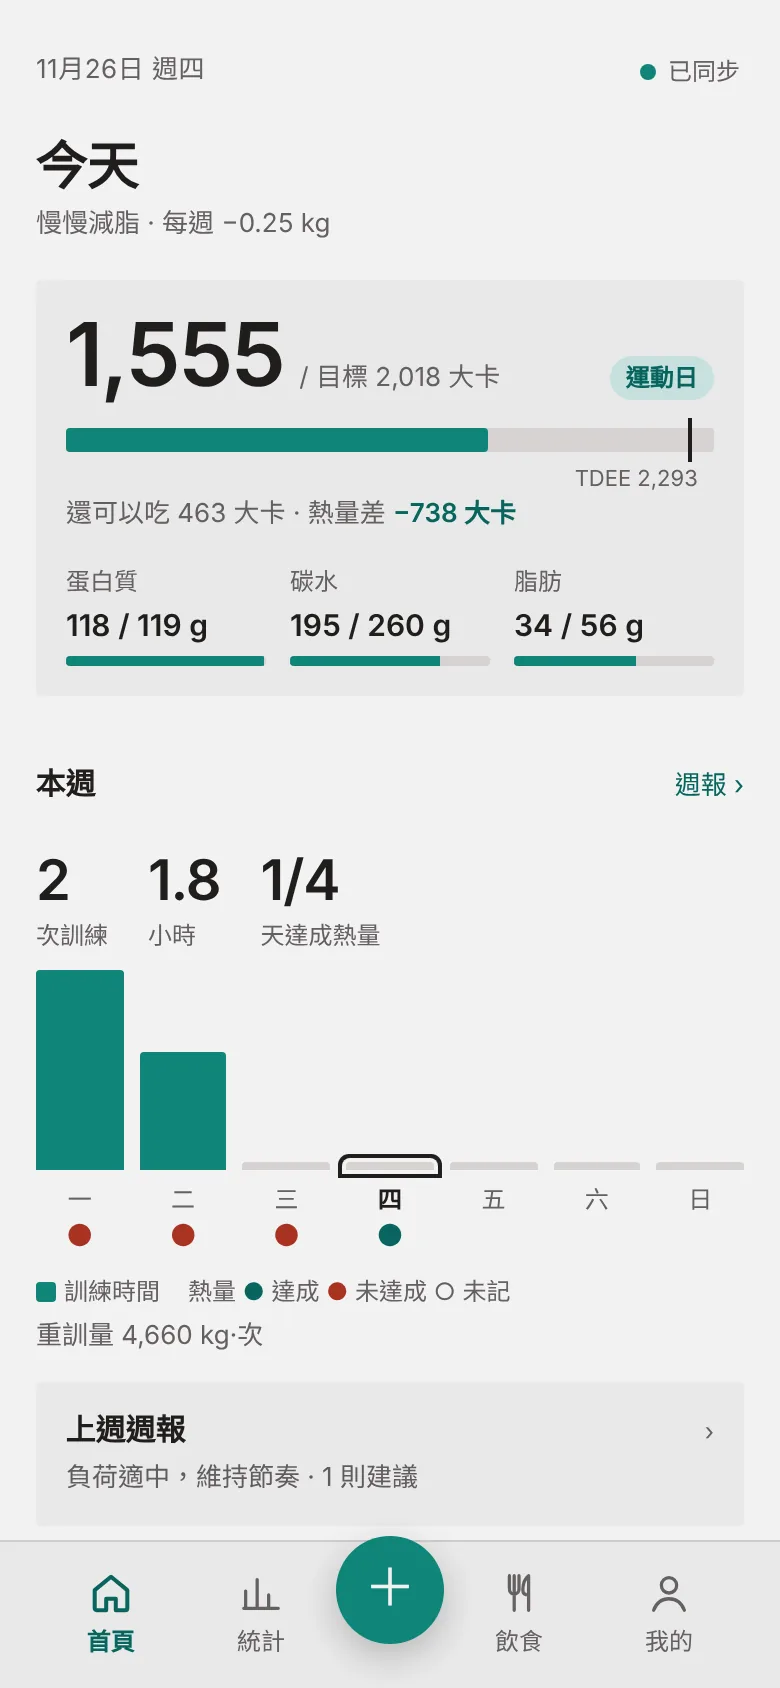 11月26日 週四
已同步
今天
慢慢減脂 · 每週 −0.25 kg
1,555 / 目標 2,018 大卡
運動日
TDEE 2,293
還可以吃 463 大卡 · 熱量差 −738 大卡
蛋白質 碳水 脂肪
118 / 119 g 195 / 260 g 34 / 56 g
本週
週報 ›
2 1.8 1/4
次訓練 小時 天達成熱量
一 二 三 四 五 六 日
訓練時間 熱量 達成 未達成 未記
重訓量 4,660 kg·次
上週週報 ›
負荷適中，維持節奏 · 1 則建議
首頁 統計 飲食 我的